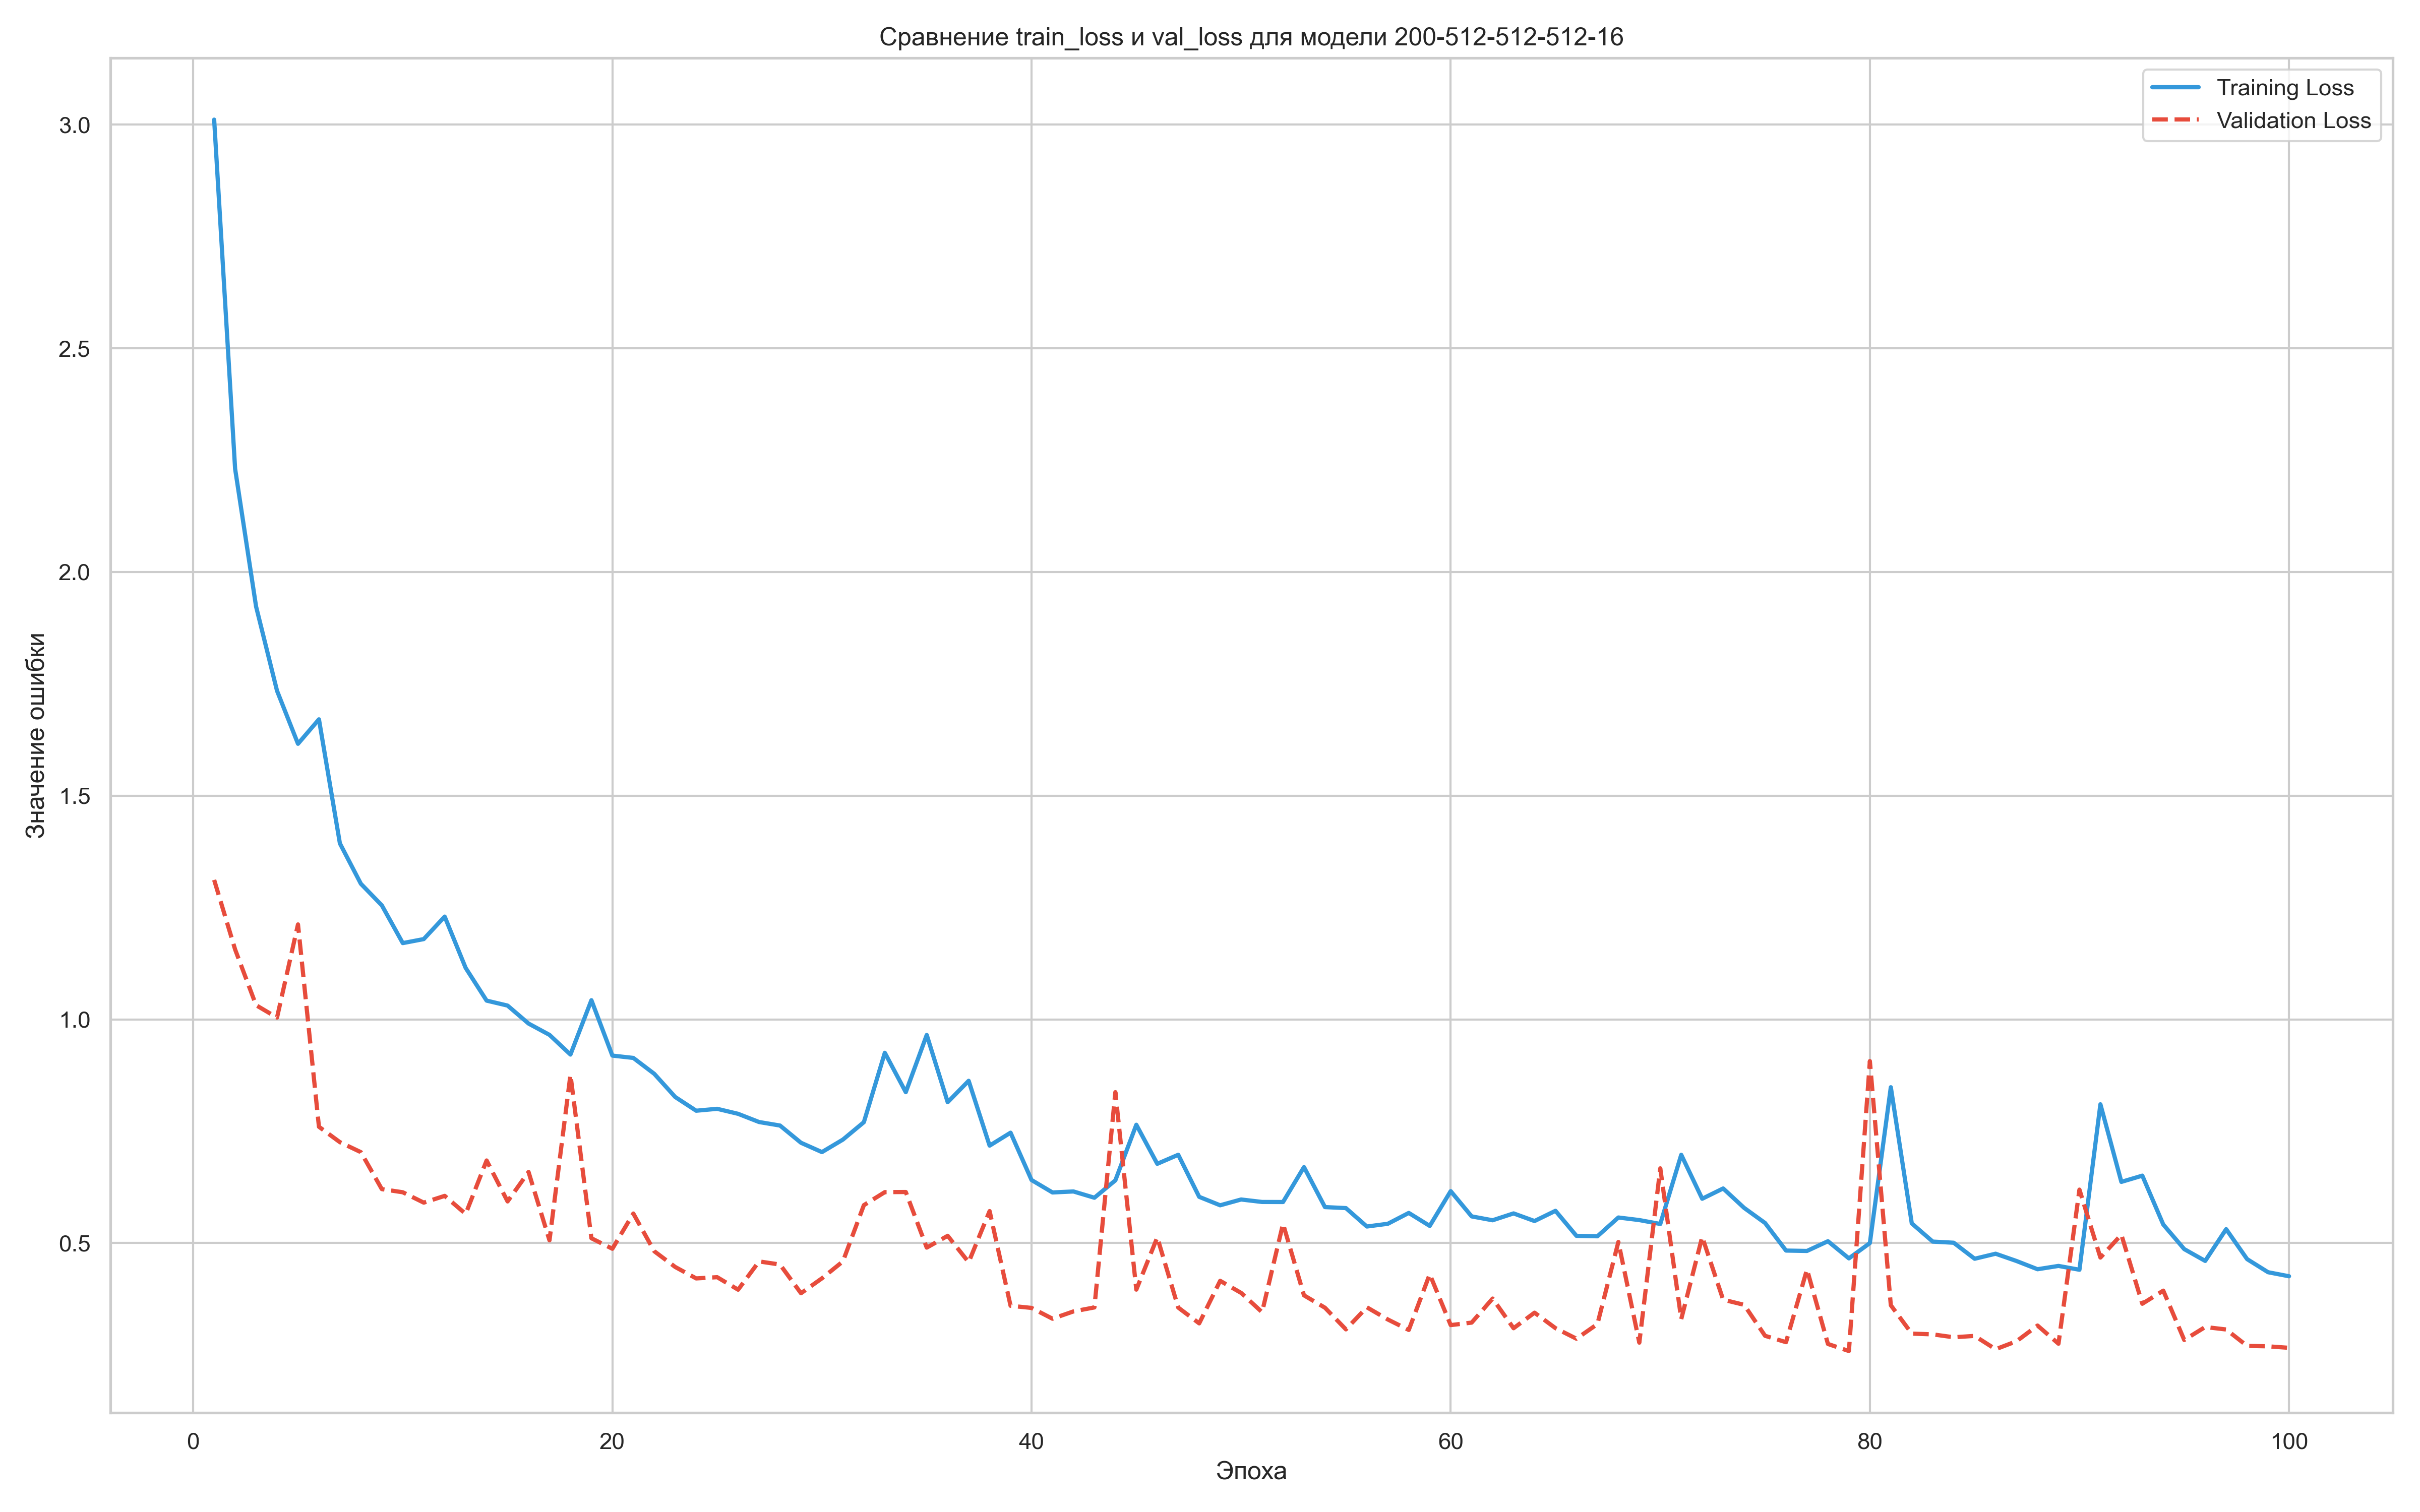 Сравнение train_loss и val_loss для модели 200-512-512-512-16
Training Loss
Validation Loss
3.0
2.5
2.0
1.5
1.0
0.5
Значение ошибки
0 20 40 60 80 100
Эпоха